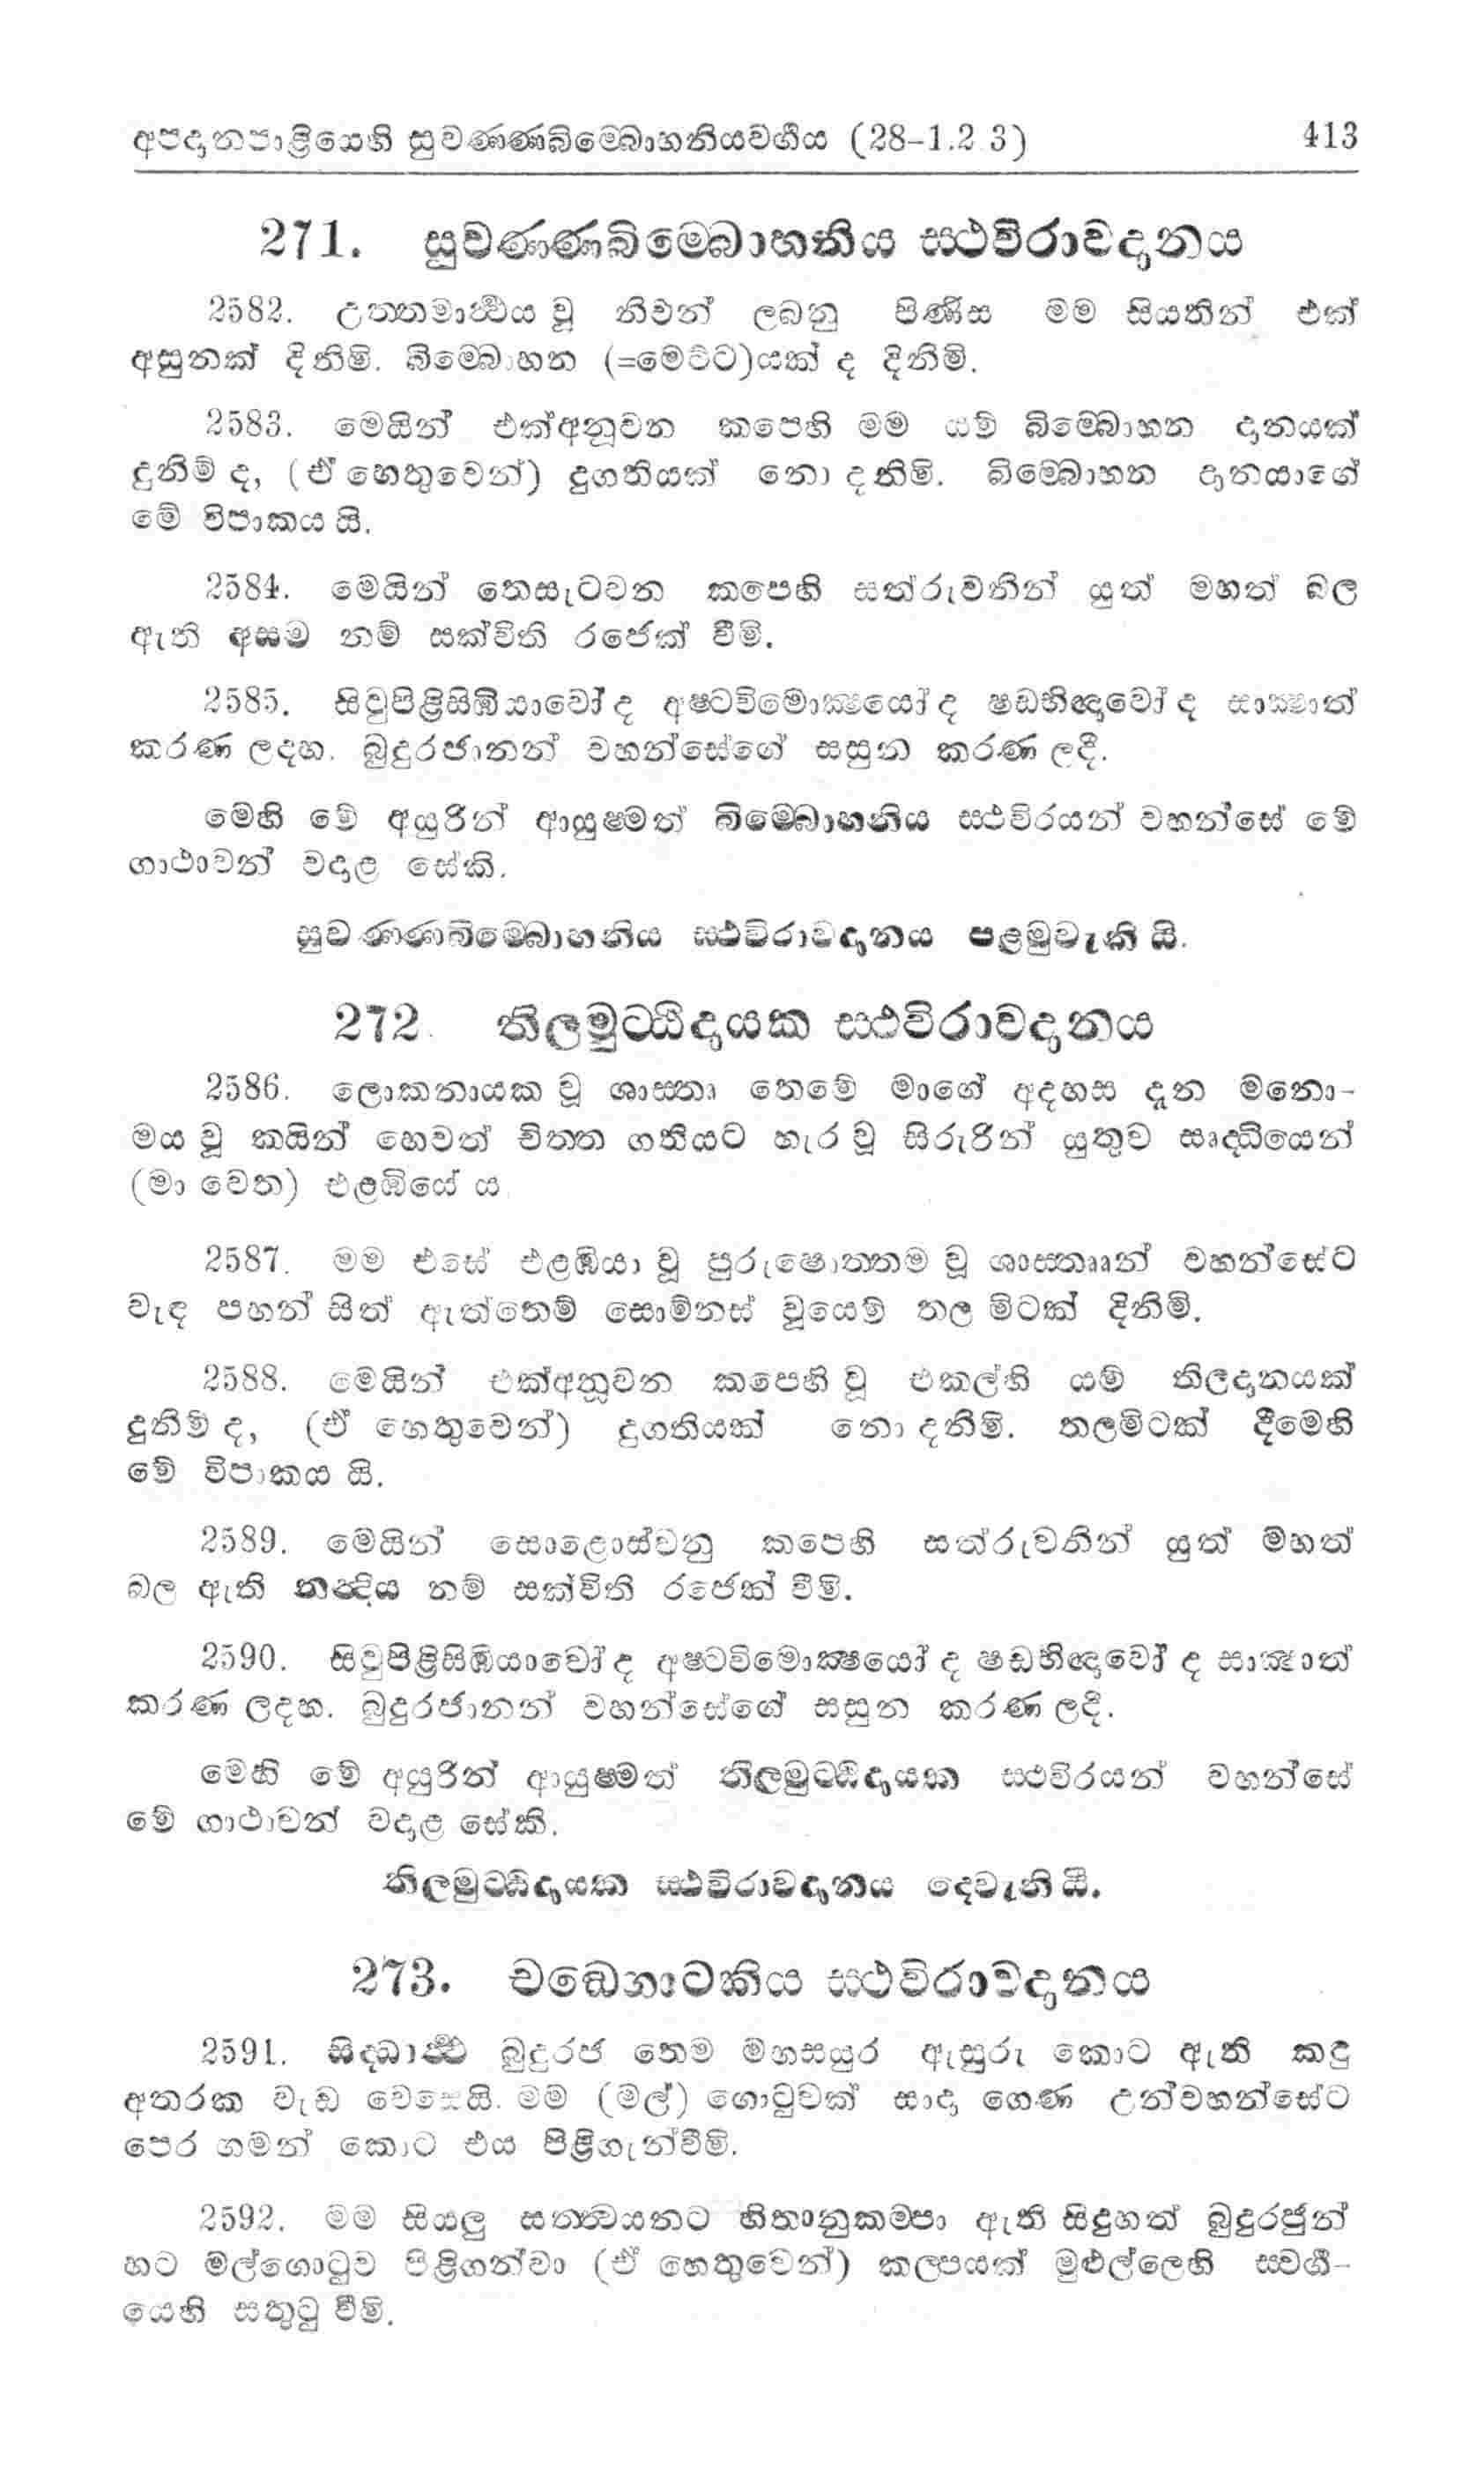 අපදානපාළියෙහි සුවණ්ණබිම්බොහනියවර්ගය (28-1.2.3) 413
271. සුවණ්ණබිම්බොහනිය ස්ථවිරාවදානය
2582. උත්තමාර්ථය වූ නිවන් ලබනු පිණිස මම සියතින් එක්
අසුනක් දිනිමි. බිම්බොහන (=මෙට්ට)යක් ද දිනිමි.
2583. මෙයින් එක්අනූවන කපෙහි මම යම් බිම්බොහන දානයක්
දුනිම් ද, (ඒ හෙතුවෙන්) දුගතියක් නො දනිමි. බිම්බොහන දානයාගේ
මේ විපාකය යි.
2584. මෙයින් තෙසැටවන කපෙහි සත්රුවනින් යුත් මහත් බල
ඇති අසම නම් සක්විති රජෙක් වීමි.
2585. සිවුපිළිසිඹියාවෝ ද අෂ්ටවිමොක්ෂයෝ ද ෂඩභිඥාවෝ ද සාක්ෂාත්
කරණ ලදහ. බුදුරජානන් වහන්සේගේ සසුන කරණ ලදී.
මෙහි මේ අයුරින් ආයුෂ්මත් බිම්බොහනිය ස්ථවිරයන් වහන්සේ මේ
ගාථාවන් වදාළ සේකි.
සුවණ්ණබිම්බොහනිය ස්ථවිරාවදානය පළමුවැනි යි.
272. තිලමුට්ඨිදායක ස්ථවිරාවදානය
2586. ලොකනායක වූ ශාස්තෘ තෙමේ මාගේ අදහස දැන මනො-
මය වූ කයින් හෙවත් චිත්ත ගතියට හැර වූ සිරුරින් යුතුව සෘද්ධියෙන්
(මා වෙත) එළඹියේ ය.
2587. මම එසේ එළඹියා වූ පුරුෂොත්තම වූ ශාස්තෲන් වහන්සේට
වැඳ පහන් සිත් ඇත්තෙම් සොම්නස් වූයෙම් තල මිටක් දිනිමි.
2588. මෙයින් එක්අනූවන කපෙහි වූ එකල්හි යම් තිලදානයක්
දුනිම් ද, (ඒ හෙතුවෙන්) දුගතියක් නො දනිමි. තලමිටක් දීමෙහි
මේ විපාකය යි.
2589. මෙයින් සොළොස්වනු කපෙහි සත්රුවනින් යුත් මහත්
බල ඇති නන්දිය නම් සක්විති රජෙක් වීමි.
2590. සිවුපිළිසිඹියාවෝ ද අෂ්ටවිමොක්ෂයෝ ද ෂඩභිඥාවෝ ද සාක්ෂාත්
කරණ ලදහ. බුදුරජානන් වහන්සේගේ සසුන කරණ ලදී.
මෙහි මේ අයුරින් ආයුෂ්මත් තිලමුට්ඨිදායක ස්ථවිරයන් වහන්සේ
මේ ගාථාවන් වදාළ සේකි.
තිලමුට්ඨිදායක ස්ථවිරාවදානය දෙවැනි යි.
273. චඞ්ගොටකිය ස්ථවිරාවදානය
2591. සිද්ධාර්ථ බුදුරජ තෙම මහසයුර ඇසුරු කොට ඇති කඳු
අතරක වැඩ වෙසෙයි. මම (මල්) ගොටුවක් සාදා ගෙණ උන්වහන්සේට
පෙර ගමන් කොට එය පිළිගැන්වීමි.
2592. මම සියලු සත්ත්වයනට හිතානුකම්පා ඇති සිදුහත් බුදුරජුන්
හට මල්ගොටුව පිළිගන්වා (ඒ හෙතුවෙන්) කල්පයක් මුළුල්ලෙහි ස්වර්ග-
යෙහි සතුටු වීමි.